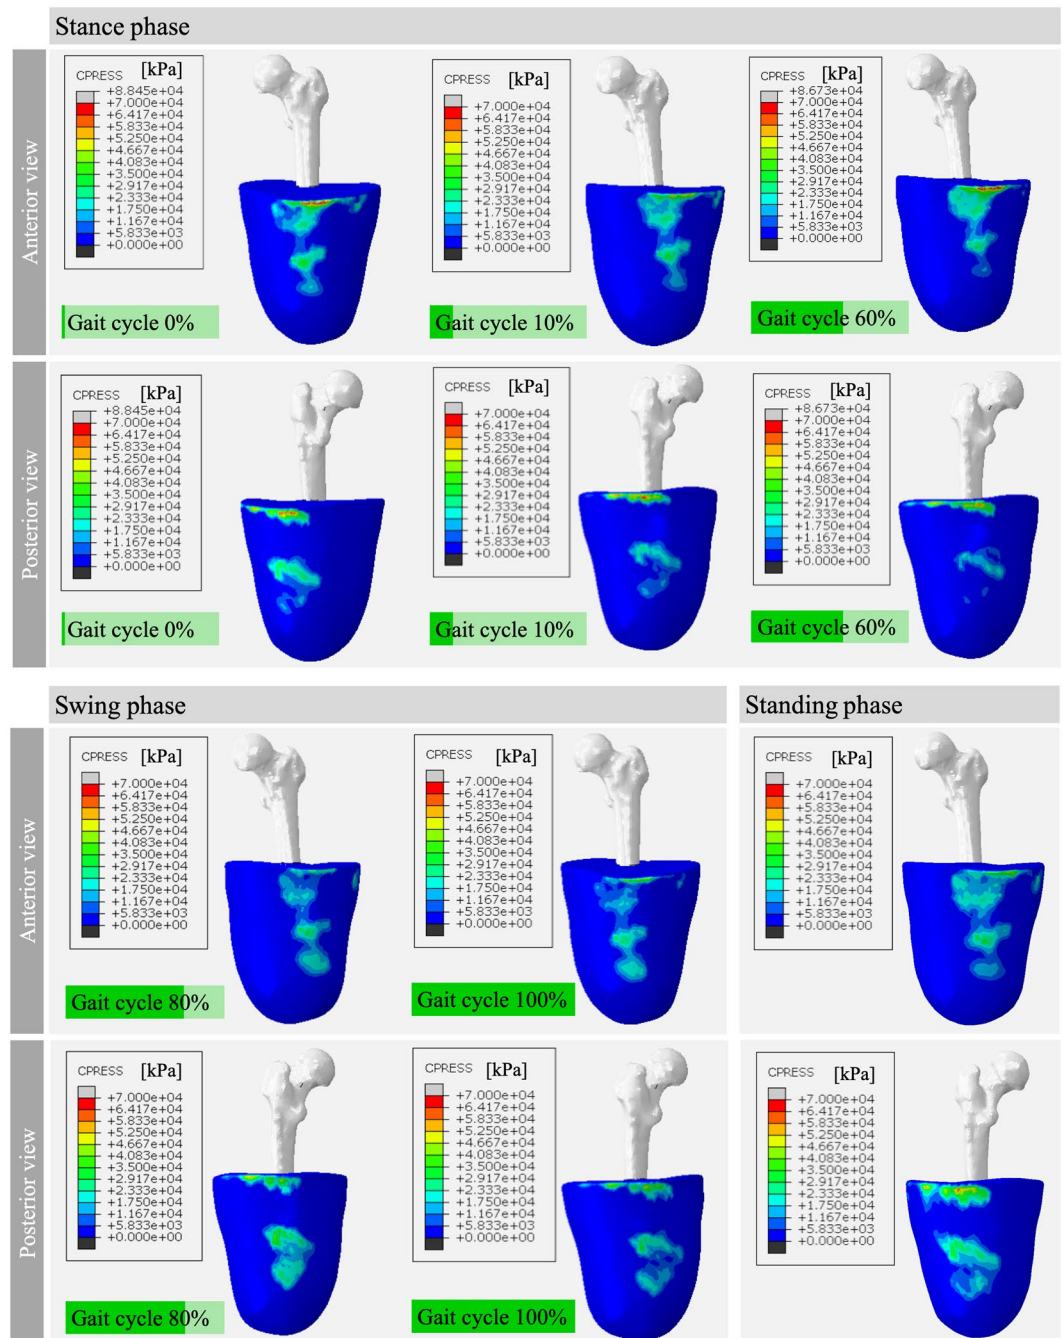 Stance phase
Anterior view
CPRESS [kPa]
+8.845e+04
+7.000e+04
+6.417e+04
+5.833e+04
+5.250e+04
+4.667e+04
+4.083e+04
+3.500e+04
+2.917e+04
+2.333e+04
+1.750e+04
+1.167e+04
+5.833e+03
+0.000e+00
Gait cycle 0%
CPRESS [kPa]
+7.000e+04
+6.417e+04
+5.833e+04
+5.250e+04
+4.667e+04
+4.083e+04
+3.500e+04
+2.917e+04
+2.333e+04
+1.750e+04
+1.167e+04
+5.833e+03
+0.000e+00
Gait cycle 10%
CPRESS [kPa]
+8.673e+04
+7.000e+04
+6.417e+04
+5.833e+04
+5.250e+04
+4.667e+04
+4.083e+04
+3.500e+04
+2.917e+04
+2.333e+04
+1.750e+04
+1.167e+04
+5.833e+03
+0.000e+00
Gait cycle 60%
Posterior view
CPRESS [kPa]
+8.845e+04
+7.000e+04
+6.417e+04
+5.833e+04
+5.250e+04
+4.667e+04
+4.083e+04
+3.500e+04
+2.917e+04
+2.333e+04
+1.750e+04
+1.167e+04
+5.833e+03
+0.000e+00
Gait cycle 0%
CPRESS [kPa]
+7.000e+04
+6.417e+04
+5.833e+04
+5.250e+04
+4.667e+04
+4.083e+04
+3.500e+04
+2.917e+04
+2.333e+04
+1.750e+04
+1.167e+04
+5.833e+03
+0.000e+00
Gait cycle 10%
CPRESS [kPa]
+8.673e+04
+7.000e+04
+6.417e+04
+5.833e+04
+5.250e+04
+4.667e+04
+4.083e+04
+3.500e+04
+2.917e+04
+2.333e+04
+1.750e+04
+1.167e+04
+5.833e+03
+0.000e+00
Gait cycle 60%
Swing phase
Standing phase
Anterior view
CPRESS [kPa]
+7.000e+04
+6.417e+04
+5.833e+04
+5.250e+04
+4.667e+04
+4.083e+04
+3.500e+04
+2.917e+04
+2.333e+04
+1.750e+04
+1.167e+04
+5.833e+03
+0.000e+00
Gait cycle 80%
CPRESS [kPa]
+7.000e+04
+6.417e+04
+5.833e+04
+5.250e+04
+4.667e+04
+4.083e+04
+3.500e+04
+2.917e+04
+2.333e+04
+1.750e+04
+1.167e+04
+5.833e+03
+0.000e+00
Gait cycle 100%
CPRESS [kPa]
+7.000e+04
+6.417e+04
+5.833e+04
+5.250e+04
+4.667e+04
+4.083e+04
+3.500e+04
+2.917e+04
+2.333e+04
+1.750e+04
+1.167e+04
+5.833e+03
+0.000e+00
Posterior view
CPRESS [kPa]
+7.000e+04
+6.417e+04
+5.833e+04
+5.250e+04
+4.667e+04
+4.083e+04
+3.500e+04
+2.917e+04
+2.333e+04
+1.750e+04
+1.167e+04
+5.833e+03
+0.000e+00
Gait cycle 80%
CPRESS [kPa]
+7.000e+04
+6.417e+04
+5.833e+04
+5.250e+04
+4.667e+04
+4.083e+04
+3.500e+04
+2.917e+04
+2.333e+04
+1.750e+04
+1.167e+04
+5.833e+03
+0.000e+00
Gait cycle 100%
CPRESS [kPa]
+7.000e+04
+6.417e+04
+5.833e+04
+5.250e+04
+4.667e+04
+4.083e+04
+3.500e+04
+2.917e+04
+2.333e+04
+1.750e+04
+1.167e+04
+5.833e+03
+0.000e+00